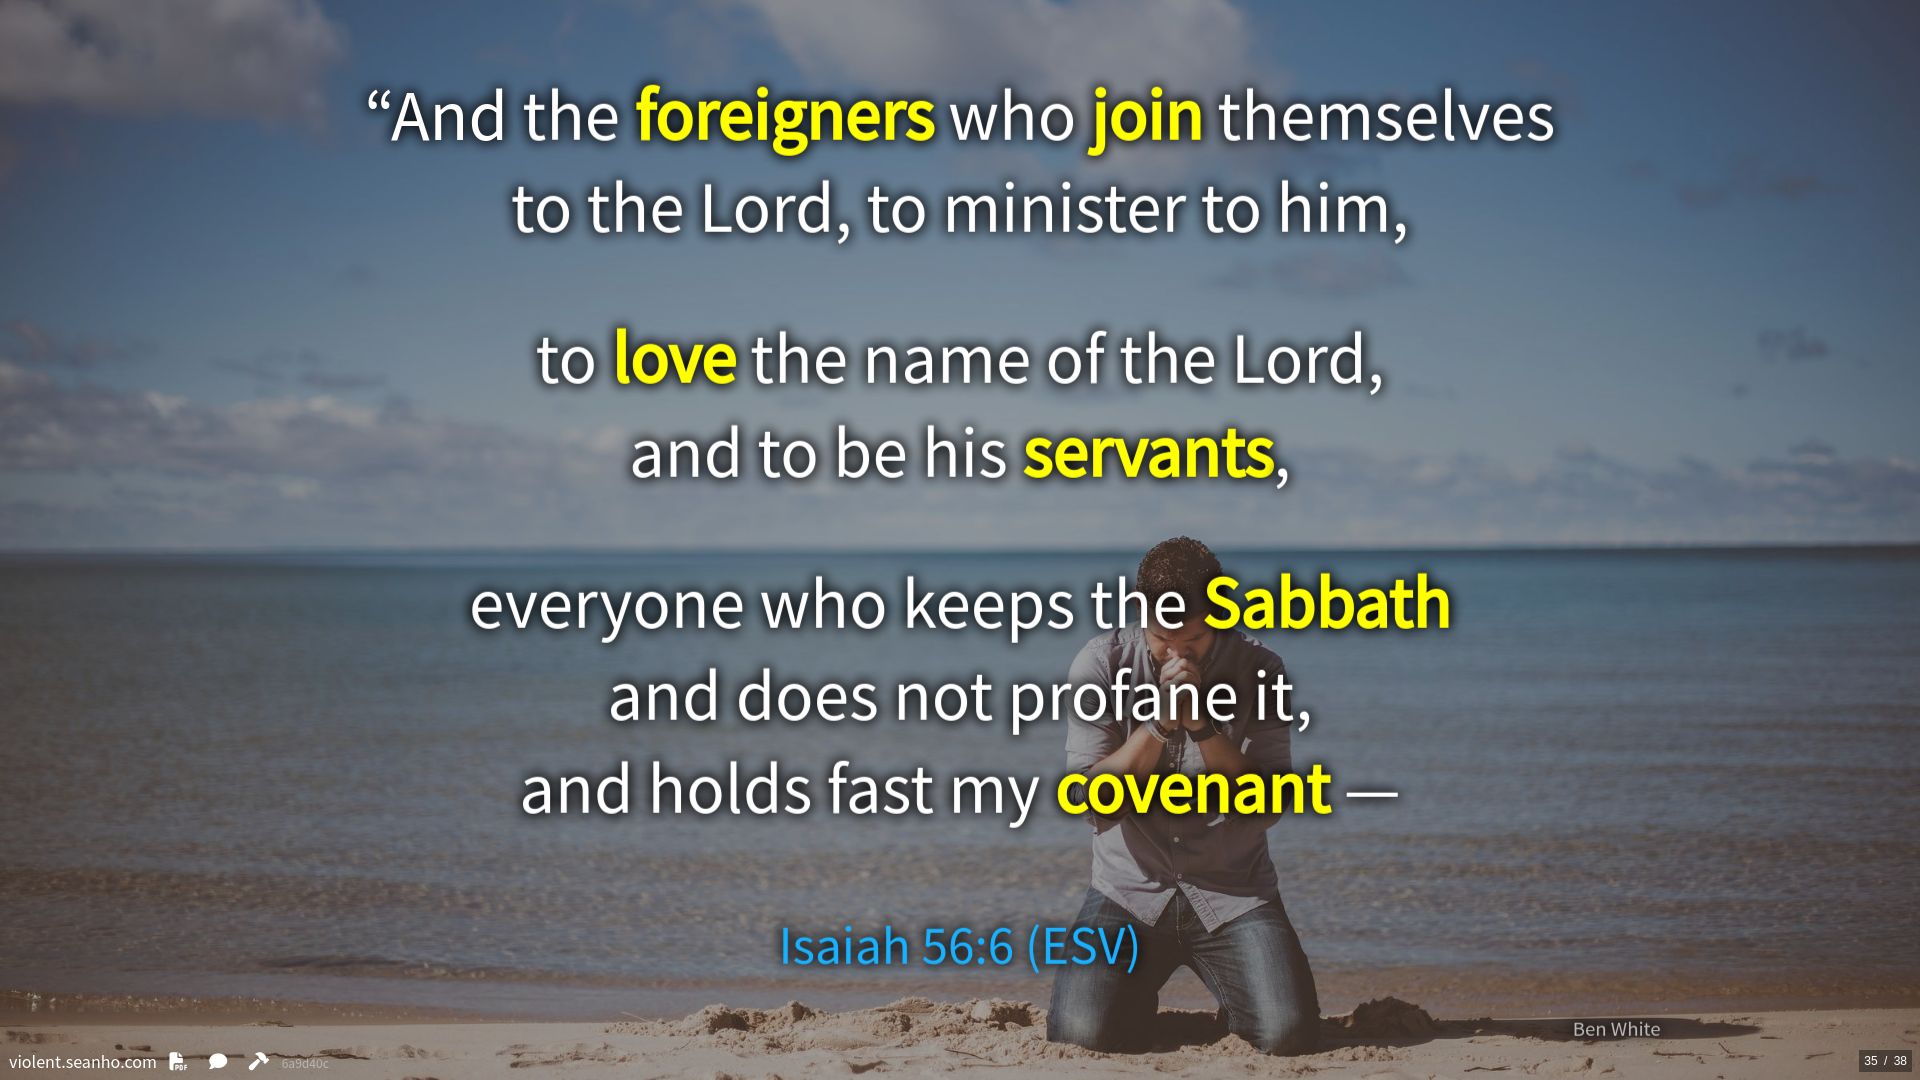 “And the foreigners who join themselves
to the Lord, to minister to him,
to love the name of the Lord,
and to be his servants,
everyone who keeps the Sabbath
and does not profane it,
and holds fast my covenant —
Isaiah 56:6 (ESV)
Ben White
violent.seanho.com PDF 6a9d40c
35 / 38